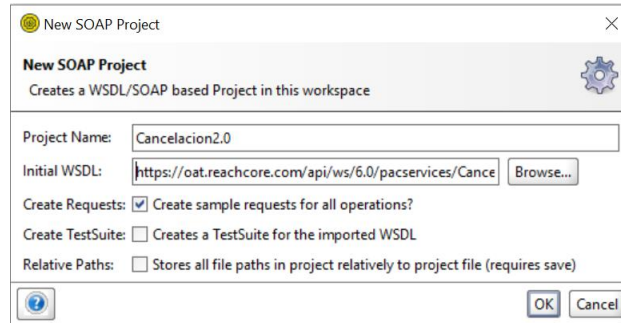 New SOAP Project
New SOAP Project
Creates a WSDL/SOAP based Project in this workspace
Project Name: Cancelacion2.0
Initial WSDL: https://oat.reachcore.com/api/ws/6.0/pacservices/Cance Browse...
Create Requests: Create sample requests for all operations?
Create TestSuite: Creates a TestSuite for the imported WSDL
Relative Paths: Stores all file paths in project relatively to project file (requires save)
? OK Cancel